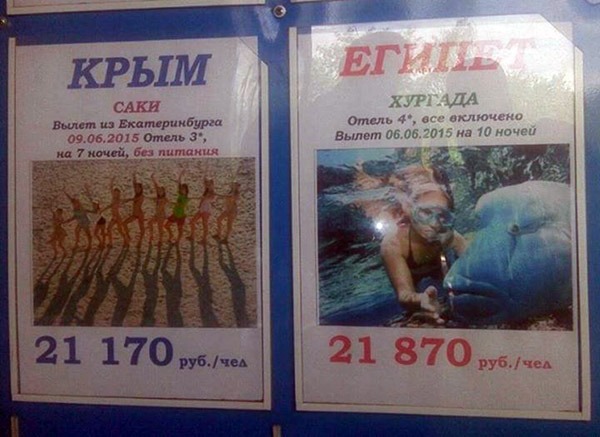 КРЫМ
САКИ
Вылет из Екатеринбурга
09.06.2015 Отель 3*,
на 7 ночей, без питания
21 170 руб./чел
ЕГИПЕТ
ХУРГАДА
Отель 4*, все включено
Вылет 06.06.2015 на 10 ночей
21 870 руб./чел